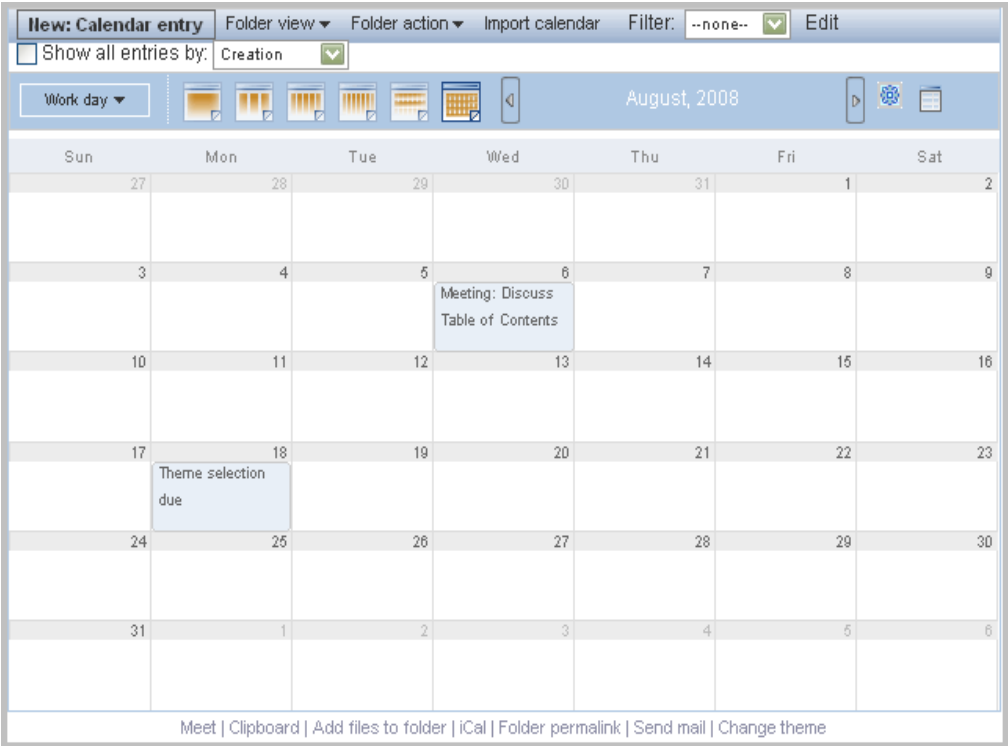 New: Calendar entry Folder view Folder action Import calendar Filter: --none-- Edit
Show all entries by: Creation
Work day August, 2008
Sun Mon Tue Wed Thu Fri Sat
27 28 29 30 31 1 2
3 4 5 6 7 8 9
Meeting: Discuss
Table of Contents
10 11 12 13 14 15 16
17 18 19 20 21 22 23
Theme selection
due
24 25 26 27 28 29 30
31 1 2 3 4 5 6
Meet | Clipboard | Add files to folder | iCal | Folder permalink | Send mail | Change theme